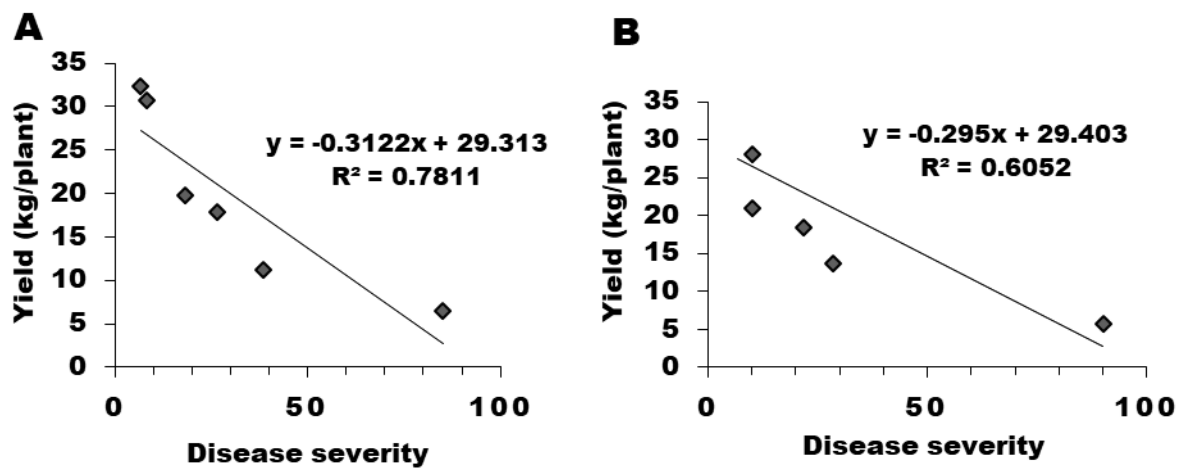 A
Yield (kg/plant)
35
30
25
20
15
10
5
0
y = -0.3122x + 29.313
R² = 0.7811
0
50
100
Disease severity
B
Yield (kg/plant)
35
30
25
20
15
10
5
0
y = -0.295x + 29.403
R² = 0.6052
0
50
100
Disease severity